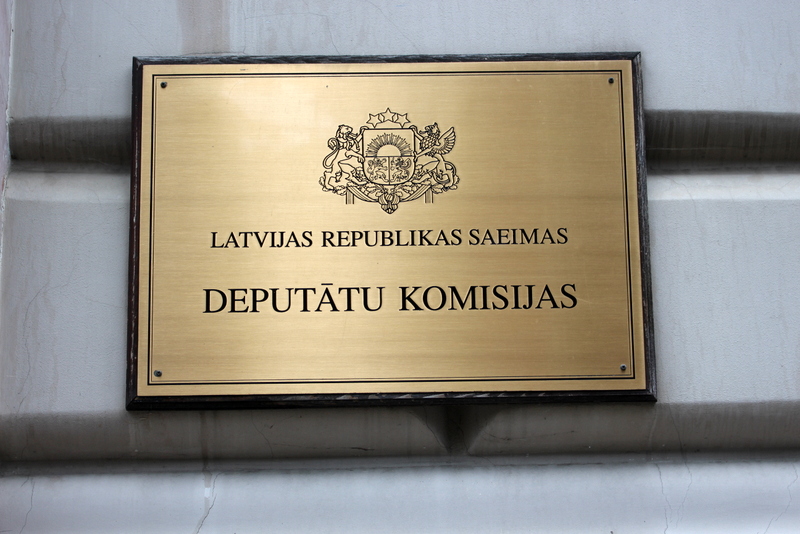 LATVIJAS REPUBLIKAS SAEIMAS
DEPUTĀTU KOMISIJAS